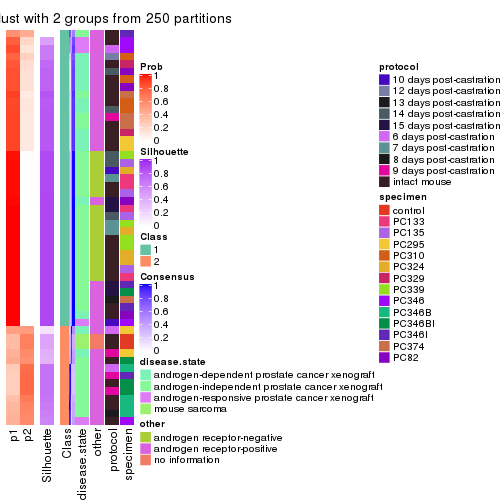 lust with 2 groups from 250 partitions
Prob
1
0.8
0.6
0.4
0.2
0
Silhouette
1
0.8
0.6
0.4
0.2
0
Class
1
2
Consensus
1
0.8
0.6
0.4
0.2
0
disease.state
androgen-dependent prostate cancer xenograft
androgen-independent prostate cancer xenograft
androgen-responsive prostate cancer xenograft
mouse sarcoma
other
androgen receptor-negative
androgen receptor-positive
no information
protocol
10 days post-castration
12 days post-castration
13 days post-castration
14 days post-castration
15 days post-castration
6 days post-castration
7 days post-castration
8 days post-castration
9 days post-castration
intact mouse
specimen
control
PC133
PC135
PC295
PC310
PC324
PC329
PC339
PC346
PC346B
PC346BI
PC346I
PC374
PC82
p1
p2
Silhouette
Class
disease.state
other
protocol
specimen